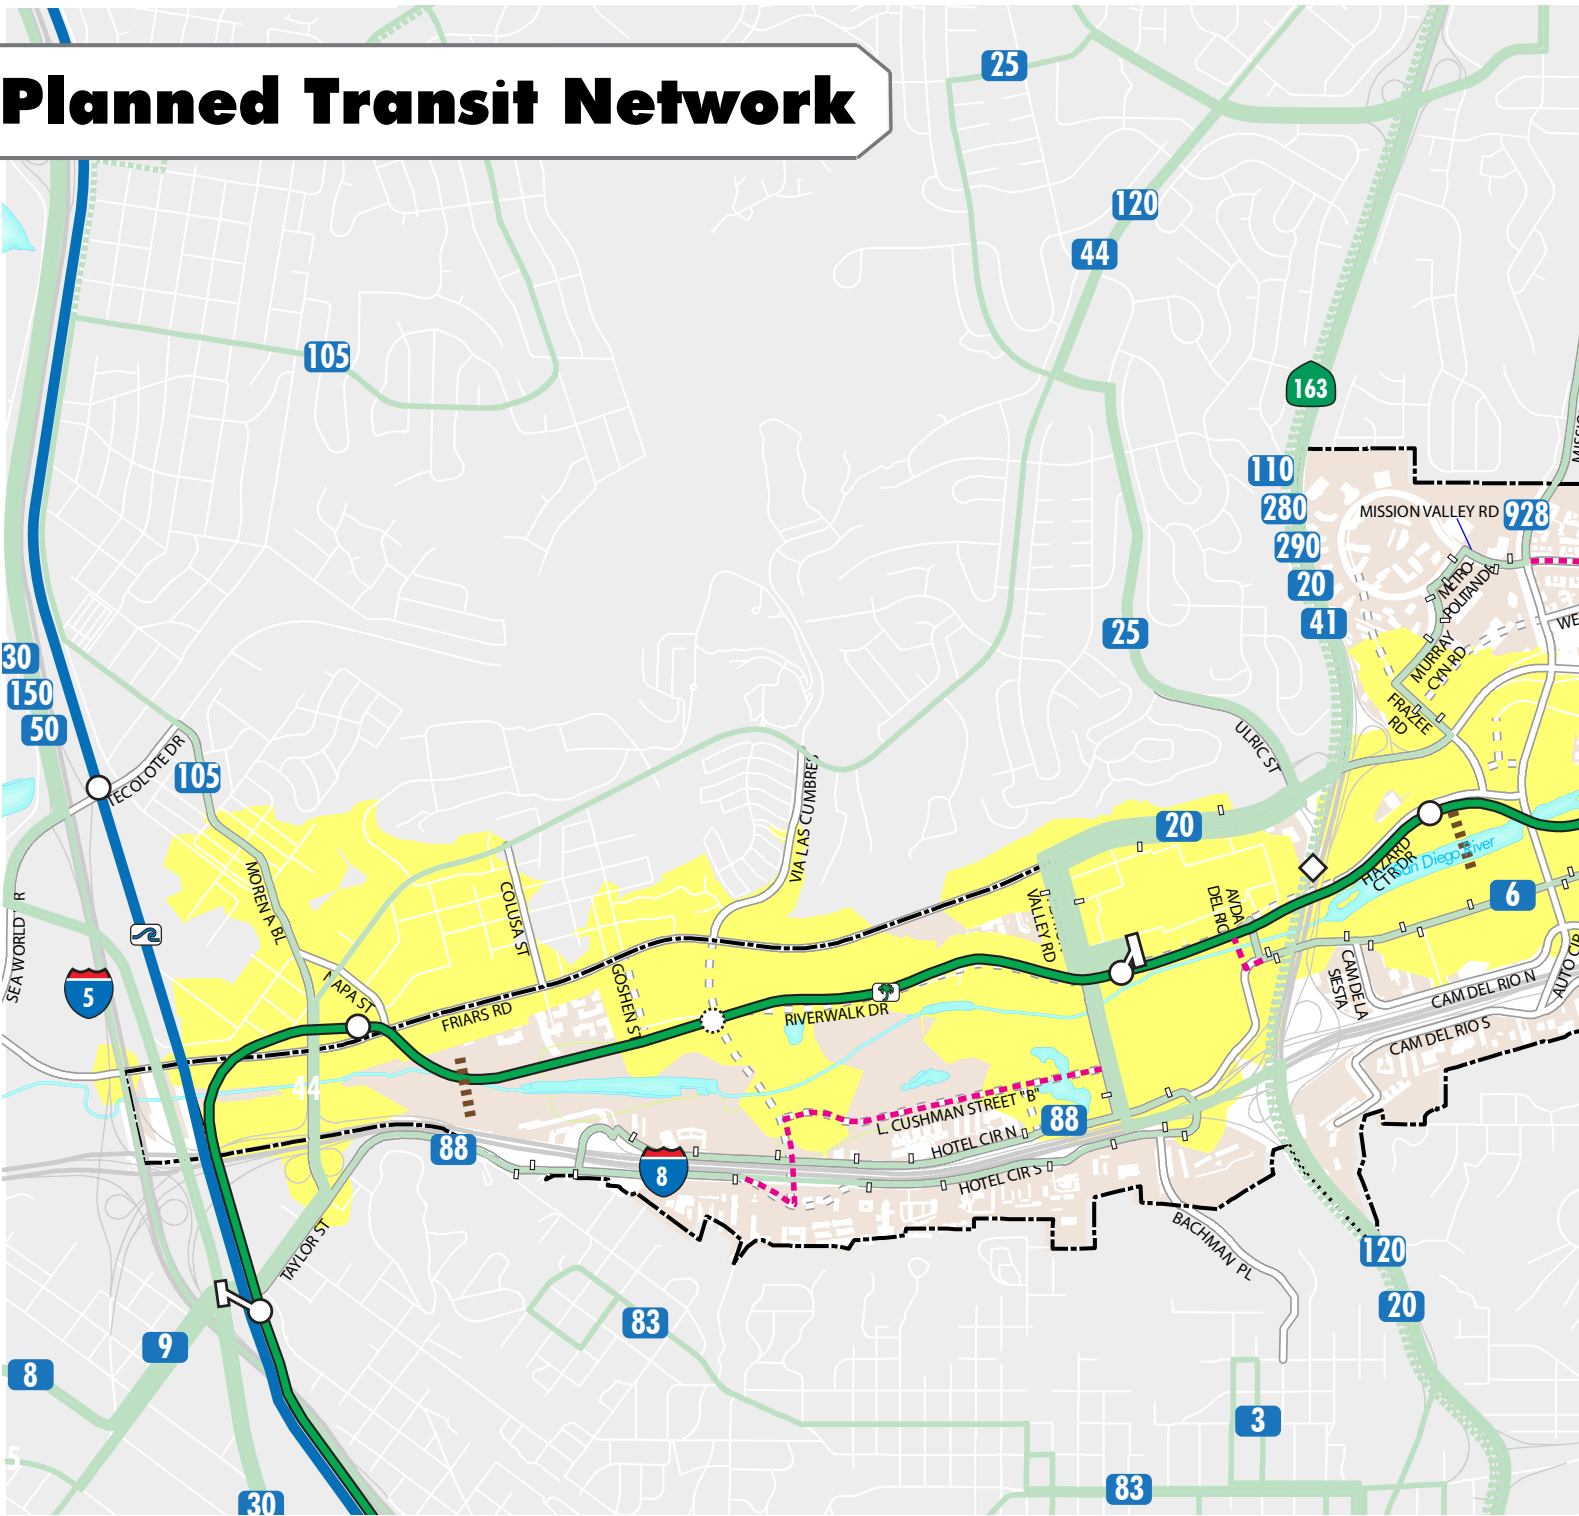 Planned Transit Network
25
120
44
105
163
110
280
290
20
41
MISSION VALLEY RD
928
METRO-
POLITAN DR
MURRAY
CYN RD
FRAZEE
RD
25
ULRIC ST
30
150
50
TECOLOTE DR
105
20
VIA LAS CUMBRES
MORENA BL
COLUSA ST
NAPA ST
GOSHEN ST
FRIARS RD
RIVERWALK DR
VALLEY RD
AVDA
DEL RIO
HAZARD
CTR DR
San Diego River
6
CAM DE LA
SIESTA
CAM DEL RIO N
CAM DEL RIO S
AUTO CIR
SEA WORLD
5
44
L. CUSHMAN STREET "B"
HOTEL CIR N
88
88
8
HOTEL CIR S
BACHMAN PL
TAYLOR ST
120
20
83
9
8
3
83
5
30